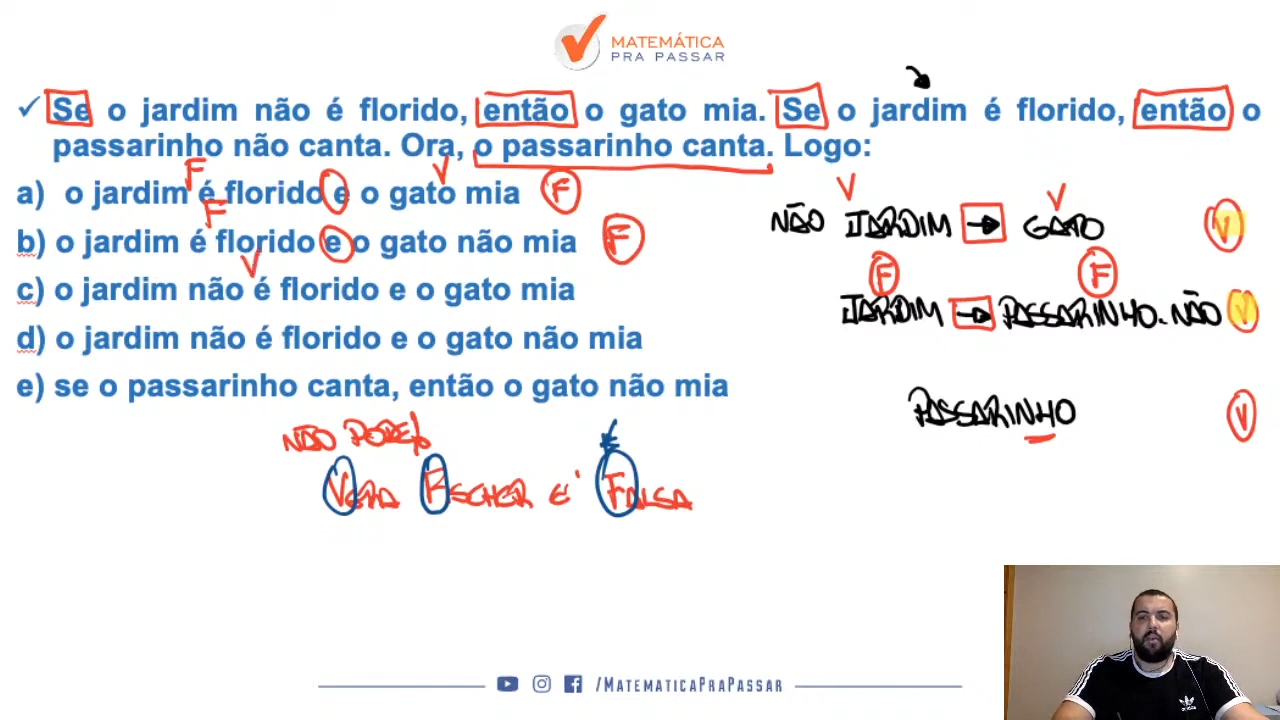 MATEMÁTICA
PRA PASSAR
✓ Se o jardim não é florido, então o gato mia. Se o jardim é florido, então o
passarinho não canta. Ora, o passarinho canta. Logo:
F V
a) o jardim é florido e o gato mia F
F
b) o jardim é florido e o gato não mia F
V
c) o jardim não é florido e o gato mia
d) o jardim não é florido e o gato não mia
e) se o passarinho canta, então o gato não mia
V V
NÃO JARDIM → GATO V
F F
JARDIM → PASSARINHO NÃO V
PASSARINHO V
NÃO PODE
VERA FISCHER É FALSA
/MATEMATICAPRAPASSAR